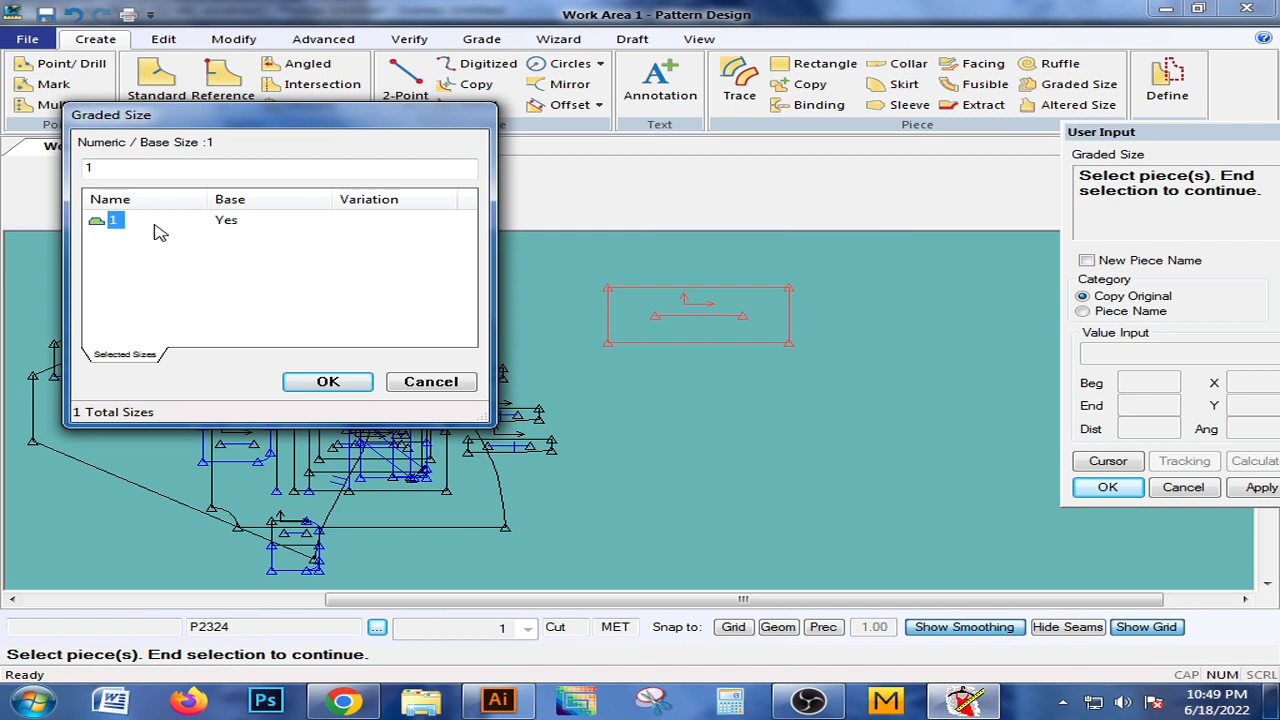 Work Area 1 - Pattern Design
File Create Edit Modify Advanced Verify Grade Wizard Draft View
Point/ Drill
Mark
Standard Reference
Angled
Intersection
2-Point
Digitized
Copy
Circles
Mirror
Offset
Annotation
Text
Trace
Rectangle
Copy
Binding
Collar
Skirt
Sleeve
Facing
Fusible
Extract
Ruffle
Graded Size
Altered Size
Piece
Define
Graded Size
Numeric / Base Size :1
1
Name Base Variation
1 Yes
Selected Sizes
OK Cancel
1 Total Sizes
User Input
Graded Size
Select piece(s). End
selection to continue.
New Piece Name
Category
Copy Original
Piece Name
Value Input
Beg X
End Y
Dist Ang
Cursor Tracking
OK Cancel Apply
P2324 ... 1 Cut MET Snap to: Grid Geom Prec 1.00 Show Smoothing Hide Seams Show Grid
Select piece(s). End selection to continue.
Ready CAP NUM SCRL
W Ps Ai M
10:49 PM
6/18/2022